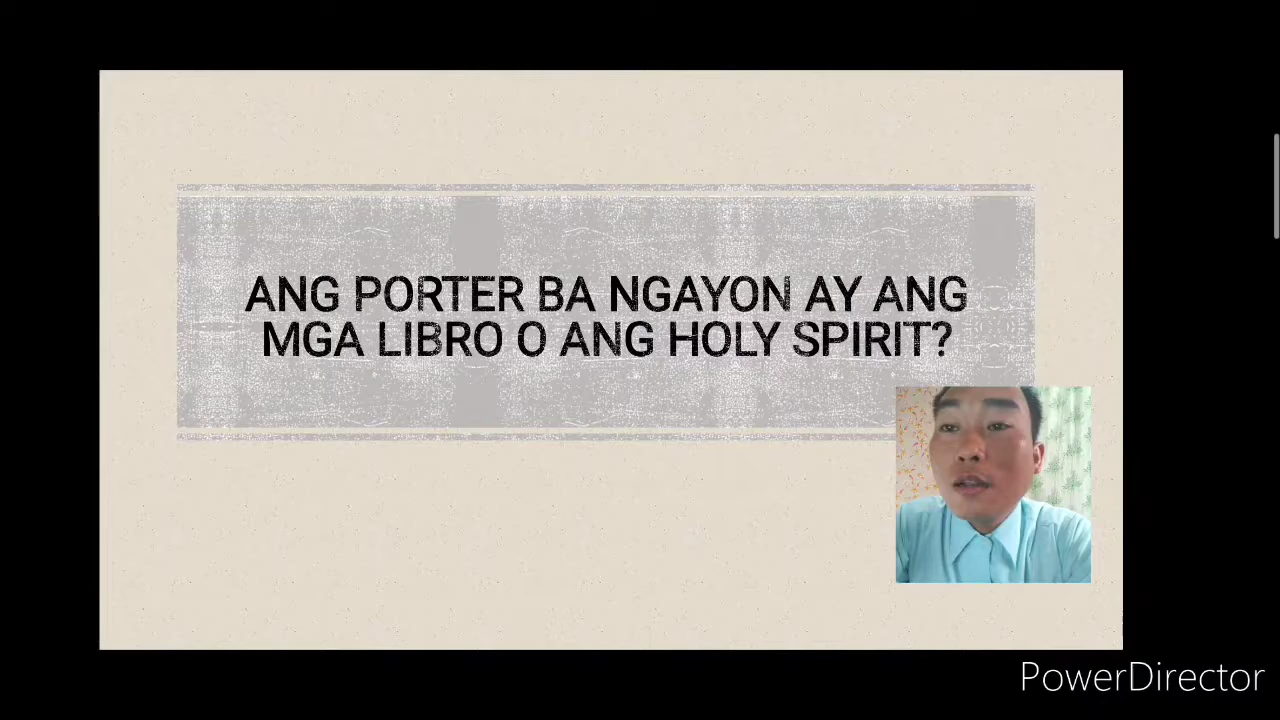 ANG PORTER BA NGAYON AY ANG
MGA LIBRO O ANG HOLY SPIRIT?
PowerDirector